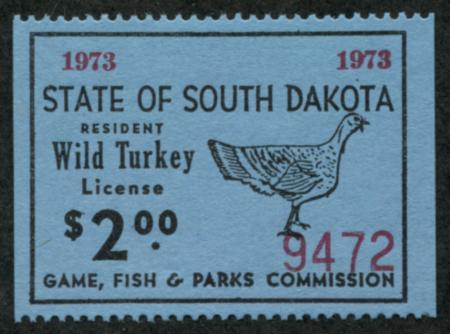 1973 1973
STATE OF SOUTH DAKOTA
RESIDENT
Wild Turkey
License
$2.00
9472
GAME, FISH & PARKS COMMISSION